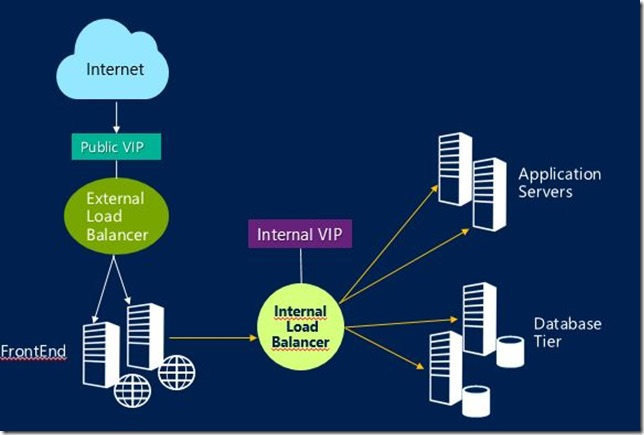 Internet
Public VIP
External
Load
Balancer
FrontEnd
Internal VIP
Internal
Load
Balancer
Application
Servers
Database
Tier